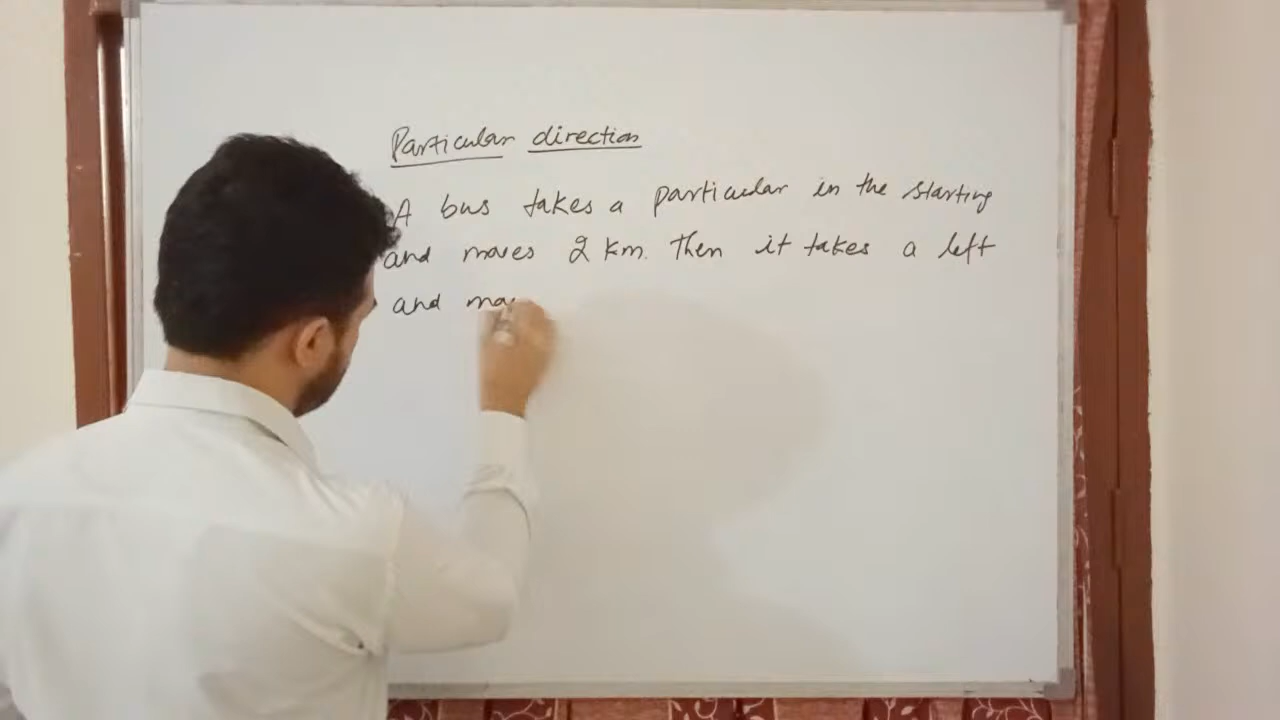 Particular direction
A bus takes a particular in the starting
and moves 2 km. Then it takes a left
and